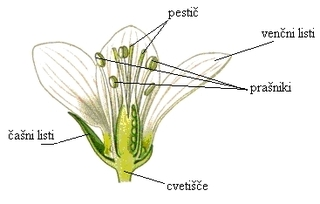 pestič
venčni listi
prašniki
čašni listi
cvetišče